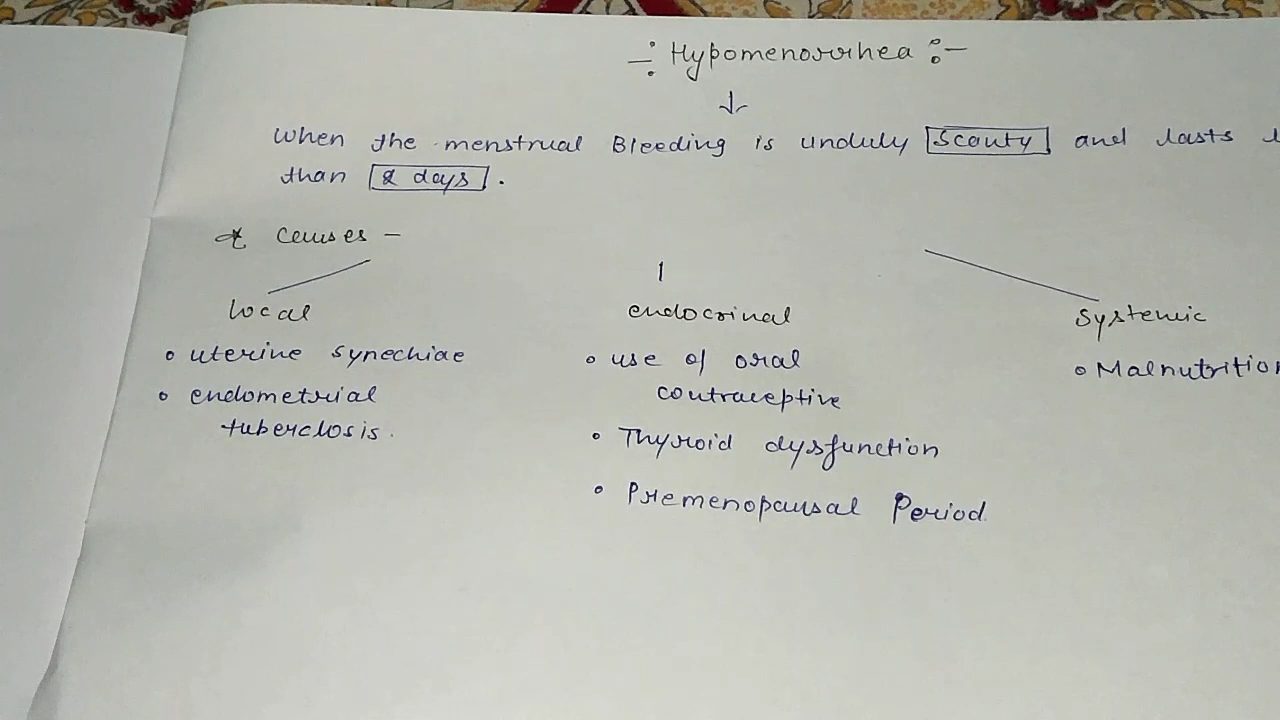 -: Hypomenorrhea :-
↓
When the menstrual Bleeding is unduly Scanty and lasts
than 2 days.
* Causes -
local endocrinal Systemic
• uterine synechiae • use of oral • Malnutrition
• endometrial contraceptive
tuberclosis.
• Thyroid dysfunction
• Premenopausal Period